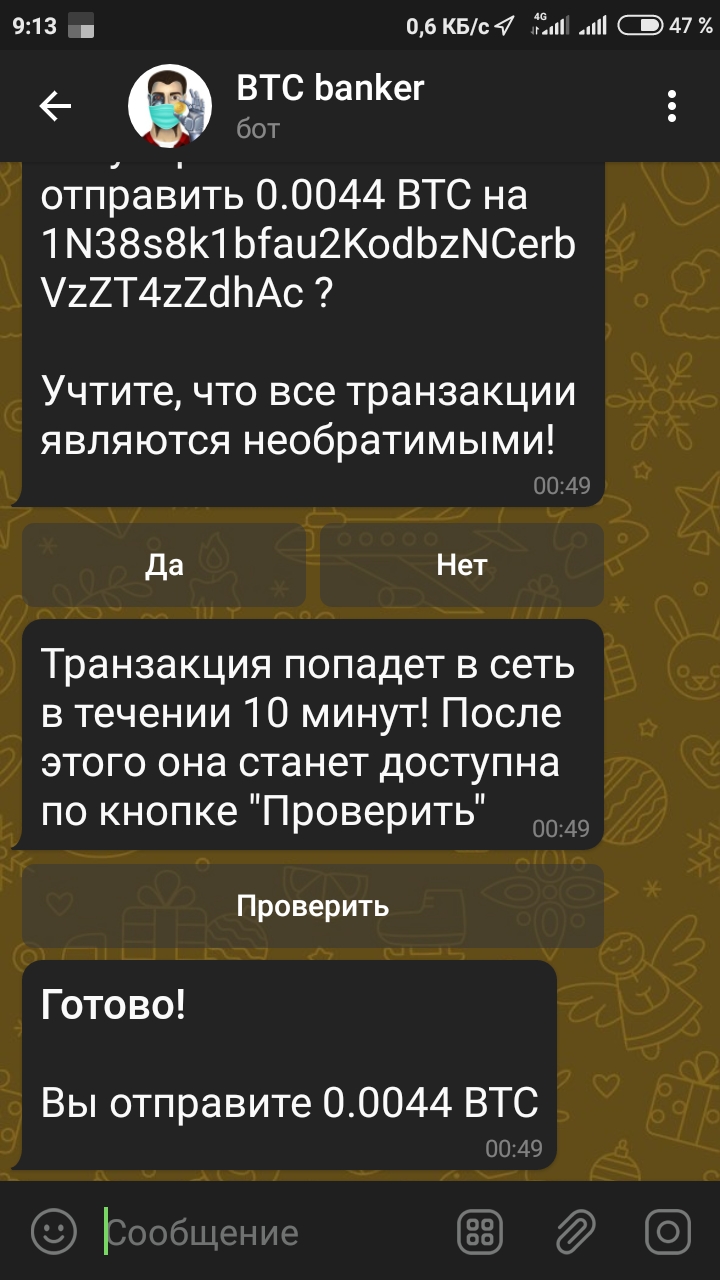 9:13
0,6 КБ/с
4G
47 %
BTC banker
бот
отправить 0.0044 BTC на
1N38s8k1bfau2KodbzNCerb
VzZT4zZdhAc ?
Учтите, что все транзакции
являются необратимыми!
00:49
Да
Нет
Транзакция попадет в сеть
в течении 10 минут! После
этого она станет доступна
по кнопке "Проверить"
00:49
Проверить
Готово!
Вы отправите 0.0044 BTC
00:49
Сообщение